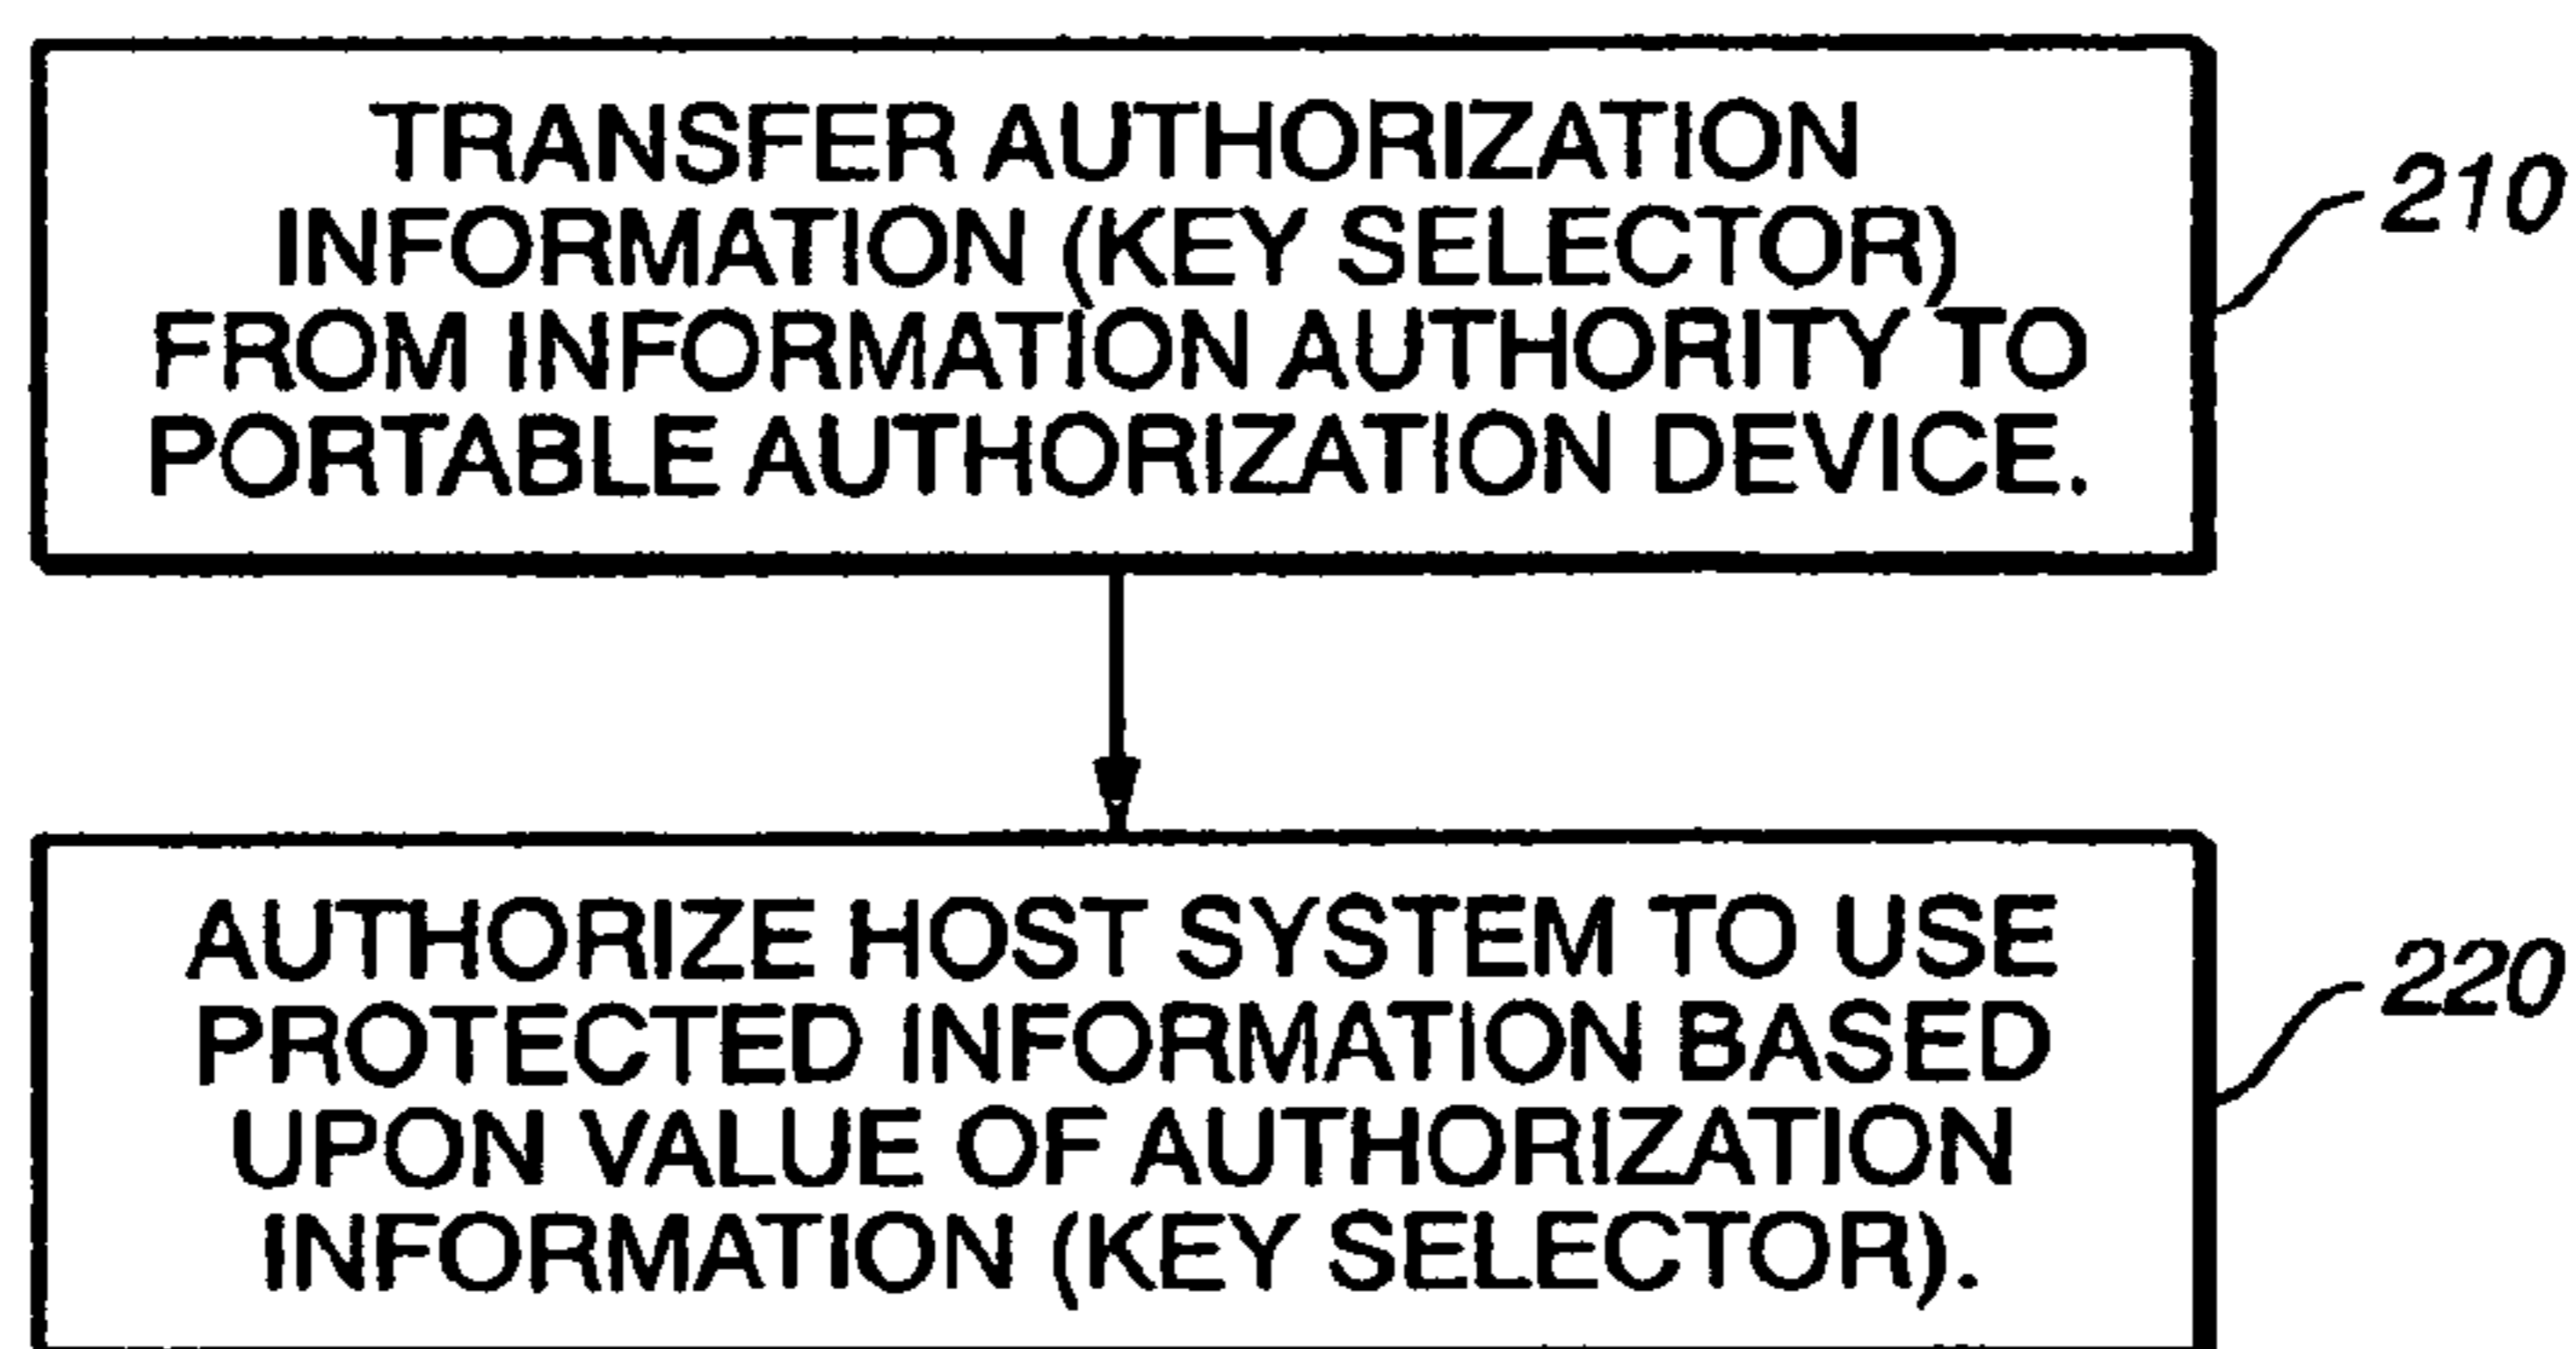 TRANSFER AUTHORIZATION
INFORMATION (KEY SELECTOR)
FROM INFORMATION AUTHORITY TO
PORTABLE AUTHORIZATION DEVICE.
210
AUTHORIZE HOST SYSTEM TO USE
PROTECTED INFORMATION BASED
UPON VALUE OF AUTHORIZATION
INFORMATION (KEY SELECTOR).
220